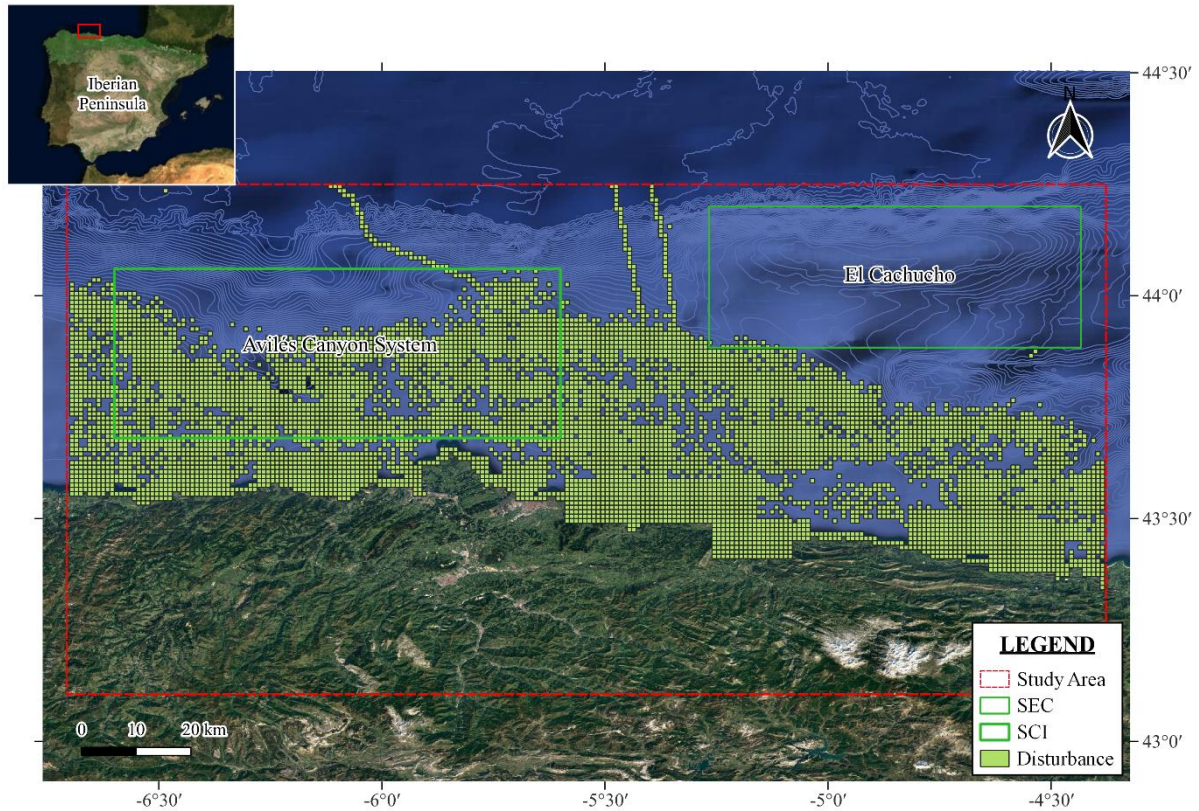 Iberian
Peninsula
N
44°30′
44°0′
43°30′
43°0′
El Cachucho
Avilés Canyon System
LEGEND
Study Area
SEC
SCI
Disturbance
0 10 20 km
-6°30′ -6°0′ -5°30′ -5°0′ -4°30′